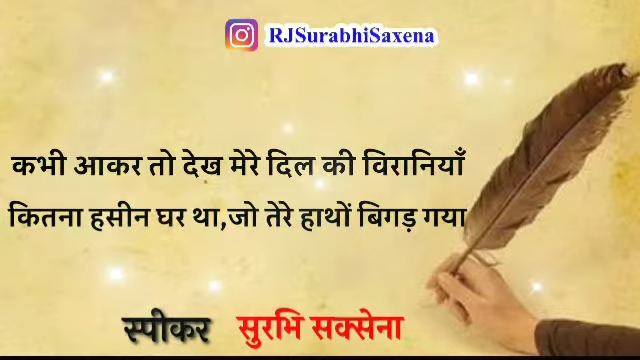 RJSurabhiSaxena
कभी आकर तो देख मेरे दिल की विरानियाँ
कितना हसीन घर था,जो तेरे हाथों बिगड़ गया
स्पीकर सुरभि सक्सेना